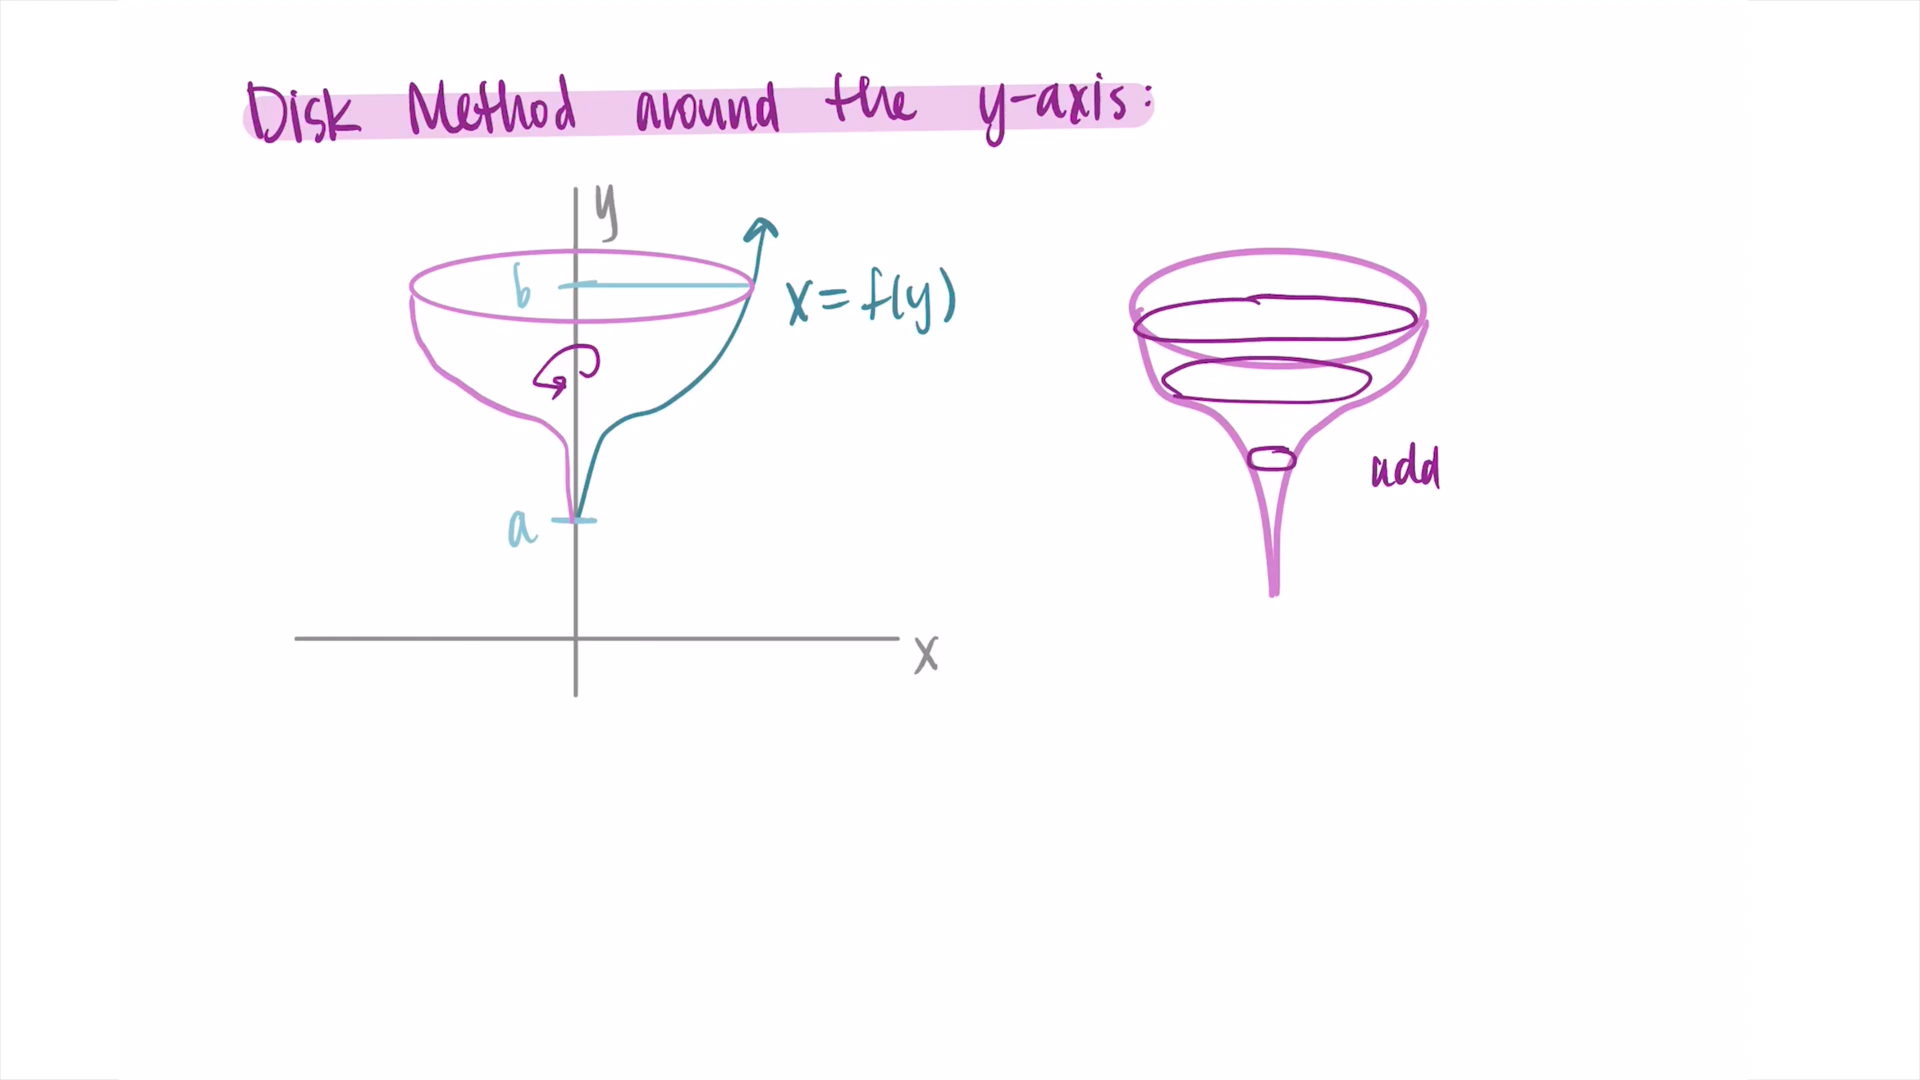 Disk Method around the y-axis:
y
b
x = f(y)
add
a
x